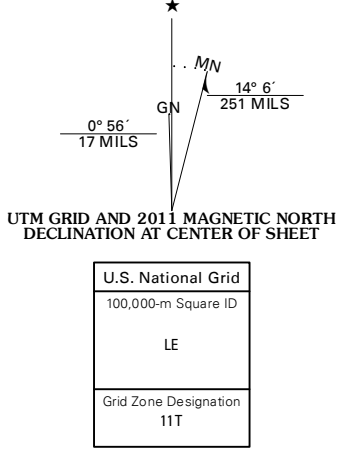 ★
MN
14° 6´
251 MILS
GN
0° 56´
17 MILS
UTM GRID AND 2011 MAGNETIC NORTH
DECLINATION AT CENTER OF SHEET
U.S. National Grid
100,000-m Square ID
LE
Grid Zone Designation
11T